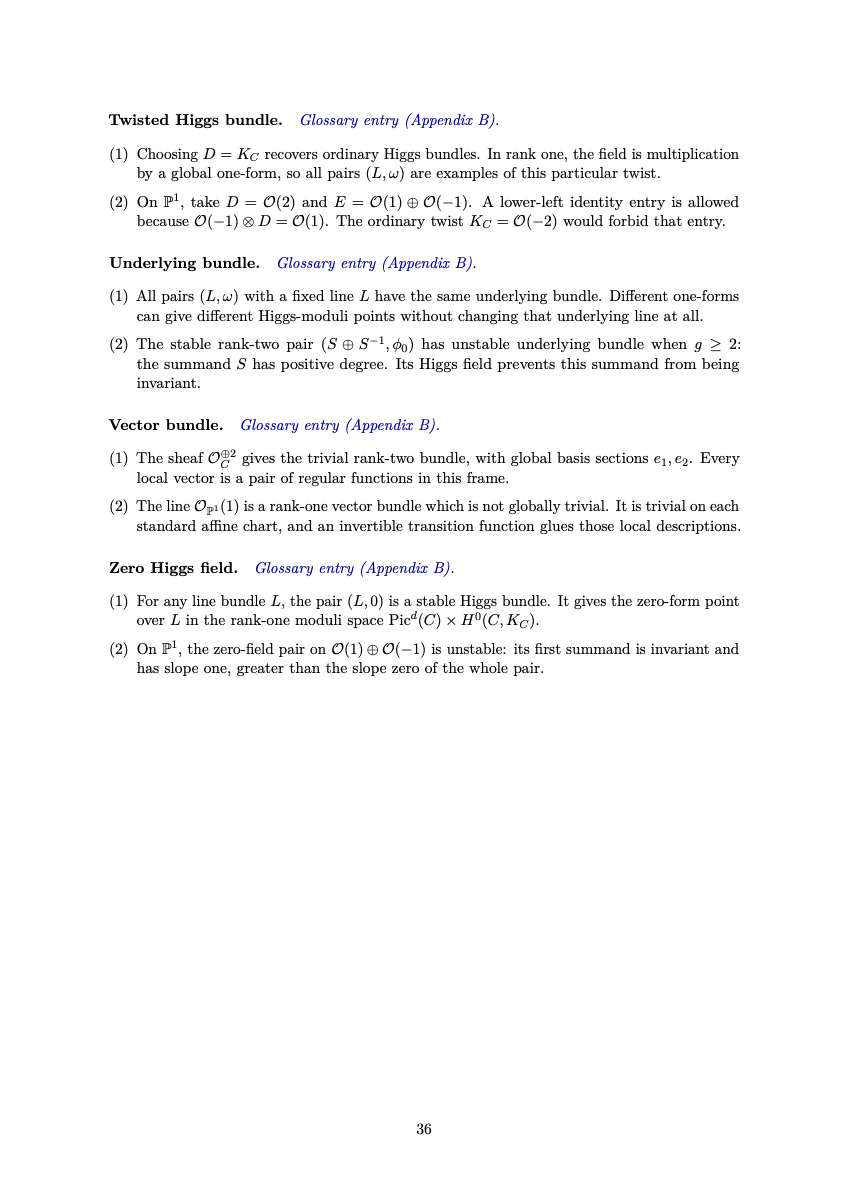 Twisted Higgs bundle. Glossary entry (Appendix B).
(1) Choosing D = K_C recovers ordinary Higgs bundles. In rank one, the field is multiplication
by a global one-form, so all pairs (L, ω) are examples of this particular twist.
(2) On ℙ¹, take D = 𝒪(2) and E = 𝒪(1) ⊕ 𝒪(−1). A lower-left identity entry is allowed
because 𝒪(−1) ⊗ D = 𝒪(1). The ordinary twist K_C = 𝒪(−2) would forbid that entry.
Underlying bundle. Glossary entry (Appendix B).
(1) All pairs (L, ω) with a fixed line L have the same underlying bundle. Different one-forms
can give different Higgs-moduli points without changing that underlying line at all.
(2) The stable rank-two pair (S ⊕ S⁻¹, ϕ₀) has unstable underlying bundle when g ≥ 2:
the summand S has positive degree. Its Higgs field prevents this summand from being
invariant.
Vector bundle. Glossary entry (Appendix B).
(1) The sheaf 𝒪_C^{⊕2} gives the trivial rank-two bundle, with global basis sections e₁, e₂. Every
local vector is a pair of regular functions in this frame.
(2) The line 𝒪_{ℙ¹}(1) is a rank-one vector bundle which is not globally trivial. It is trivial on each
standard affine chart, and an invertible transition function glues those local descriptions.
Zero Higgs field. Glossary entry (Appendix B).
(1) For any line bundle L, the pair (L, 0) is a stable Higgs bundle. It gives the zero-form point
over L in the rank-one moduli space Pic^d(C) × H⁰(C, K_C).
(2) On ℙ¹, the zero-field pair on 𝒪(1) ⊕ 𝒪(−1) is unstable: its first summand is invariant and
has slope one, greater than the slope zero of the whole pair.
36